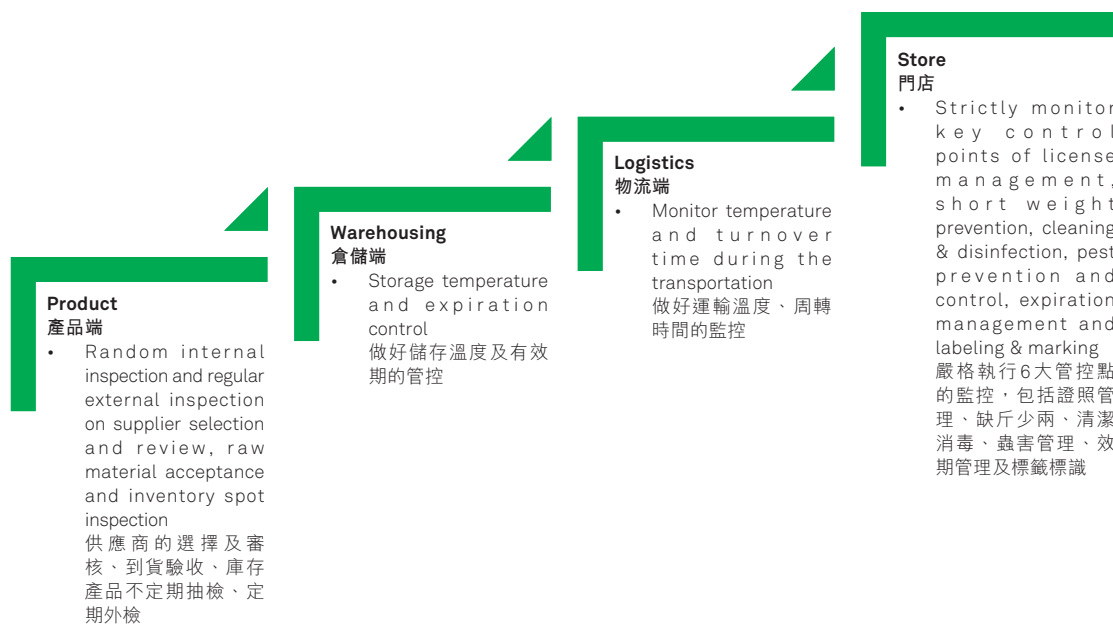 Product
產品端
• Random internal
inspection and regular
external inspection
on supplier selection
and review, raw
material acceptance
and inventory spot
inspection
供應商的選擇及審
核、到貨驗收、庫存
產品不定期抽檢、定
期外檢
Warehousing
倉儲端
• Storage temperature
and expiration
control
做好儲存溫度及有效
期的管控
Logistics
物流端
• Monitor temperature
and turnover
time during the
transportation
做好運輸溫度、周轉
時間的監控
Store
門店
• Strictly monitor
key control
points of license
management,
short weight
prevention, cleaning
& disinfection, pest
prevention and
control, expiration
management and
labeling & marking
嚴格執行6大管控點
的監控，包括證照管
理、缺斤少兩、清潔
消毒、蟲害管理、效
期管理及標籤標識